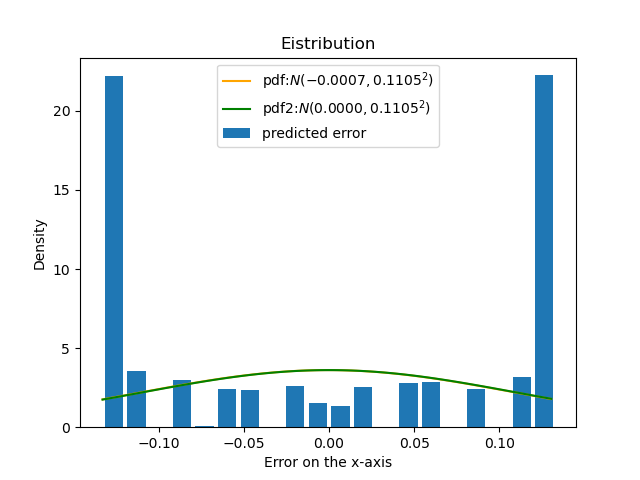 Eistribution
pdf:N(−0.0007, 0.1105²)
pdf2:N(0.0000, 0.1105²)
predicted error
20
15
10
5
0
Density
−0.10 −0.05 0.00 0.05 0.10
Error on the x-axis